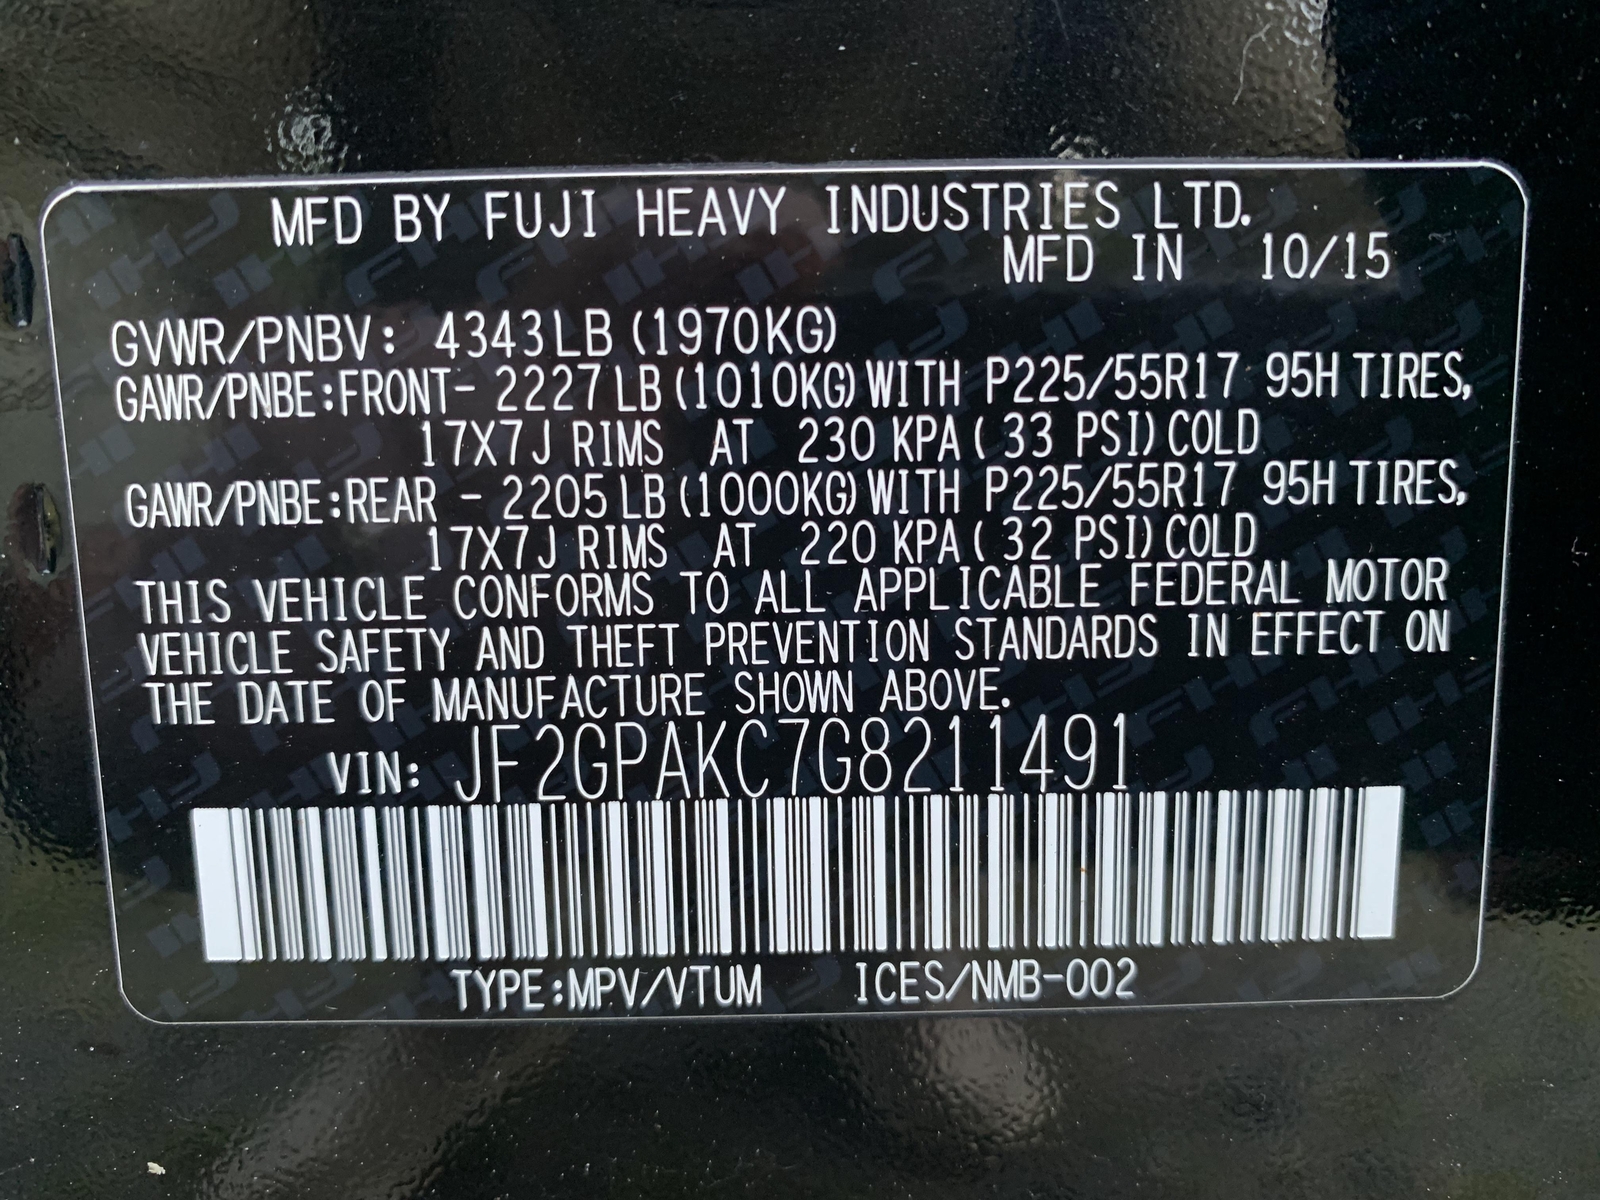 MFD BY FUJI HEAVY INDUSTRIES LTD.
MFD IN 10/15
GVWR/PNBV: 4343LB (1970KG)
GAWR/PNBE:FRONT- 2227 LB (1010KG) WITH P225/55R17 95H TIRES,
17X7J RIMS AT 230 KPA ( 33 PSI) COLD
GAWR/PNBE:REAR - 2205 LB (1000KG) WITH P225/55R17 95H TIRES,
17X7J RIMS AT 220 KPA ( 32 PSI) COLD
THIS VEHICLE CONFORMS TO ALL APPLICABLE FEDERAL MOTOR
VEHICLE SAFETY AND THEFT PREVENTION STANDARDS IN EFFECT ON
THE DATE OF MANUFACTURE SHOWN ABOVE.
VIN: JF2GPAKC7G8211491
TYPE:MPV/VTUM ICES/NMB-002